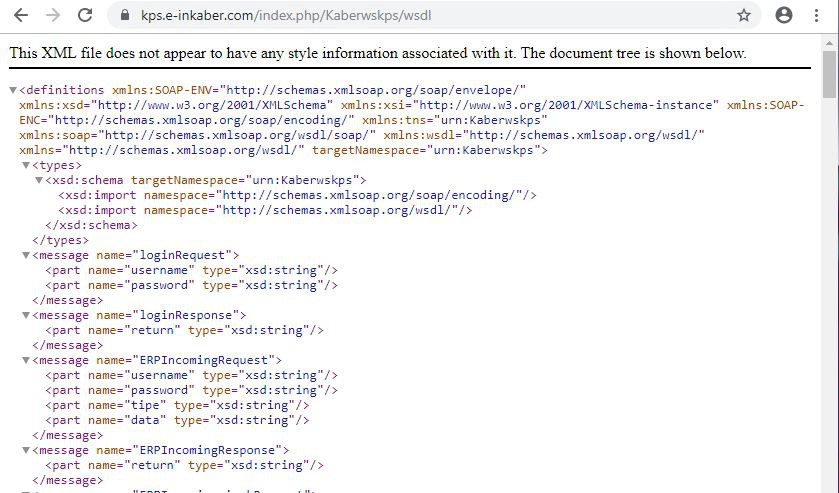 kps.e-inkaber.com/index.php/Kaberwskps/wsdl
This XML file does not appear to have any style information associated with it. The document tree is shown below.
<definitions xmlns:SOAP-ENV="http://schemas.xmlsoap.org/soap/envelope/"
xmlns:xsd="http://www.w3.org/2001/XMLSchema" xmlns:xsi="http://www.w3.org/2001/XMLSchema-instance" xmlns:SOAP-
ENC="http://schemas.xmlsoap.org/soap/encoding/" xmlns:tns="urn:Kaberwskps"
xmlns:soap="http://schemas.xmlsoap.org/wsdl/soap/" xmlns:wsdl="http://schemas.xmlsoap.org/wsdl/"
xmlns="http://schemas.xmlsoap.org/wsdl/" targetNamespace="urn:Kaberwskps">
<types>
<xsd:schema targetNamespace="urn:Kaberwskps">
<xsd:import namespace="http://schemas.xmlsoap.org/soap/encoding/"/>
<xsd:import namespace="http://schemas.xmlsoap.org/wsdl/"/>
</xsd:schema>
</types>
<message name="loginRequest">
<part name="username" type="xsd:string"/>
<part name="password" type="xsd:string"/>
</message>
<message name="loginResponse">
<part name="return" type="xsd:string"/>
</message>
<message name="ERPIncomingRequest">
<part name="username" type="xsd:string"/>
<part name="password" type="xsd:string"/>
<part name="tipe" type="xsd:string"/>
<part name="data" type="xsd:string"/>
</message>
<message name="ERPIncomingResponse">
<part name="return" type="xsd:string"/>
</message>